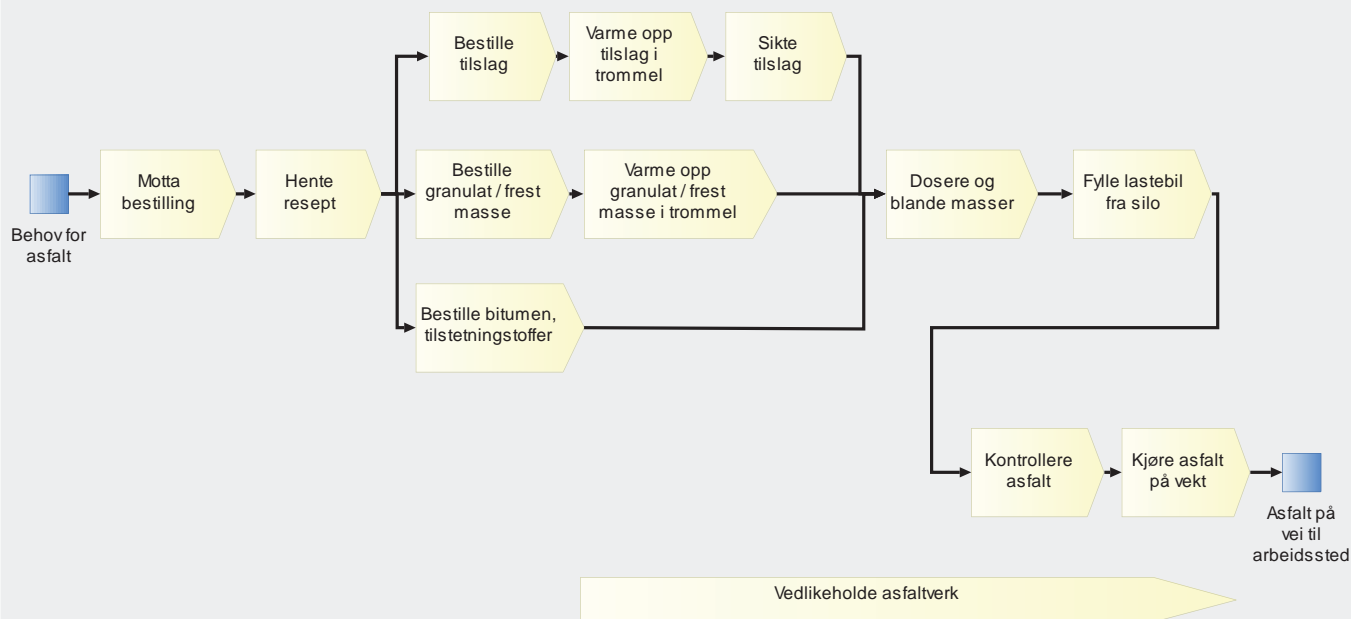 Bestille
tilslag
Varme opp
tilslag i
trommel
Sikte
tilslag
Behov for
asfalt
Motta
bestilling
Hente
resept
Bestille
granulat / frest
masse
Varme opp
granulat / frest
masse i trommel
Dosere og
blande masser
Fylle lastebil
fra silo
Bestille bitumen,
tilstetningstoffer
Kontrollere
asfalt
Kjøre asfalt
på vekt
Asfalt på
vei til
arbeidssted
Vedlikeholde asfaltverk